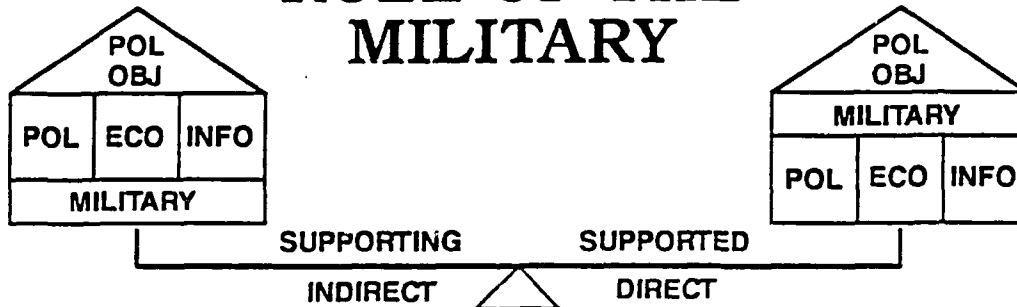 MILITARY
POL
OBJ
POL ECO INFO
MILITARY
POL
OBJ
MILITARY
POL ECO INFO
SUPPORTING SUPPORTED
INDIRECT DIRECT